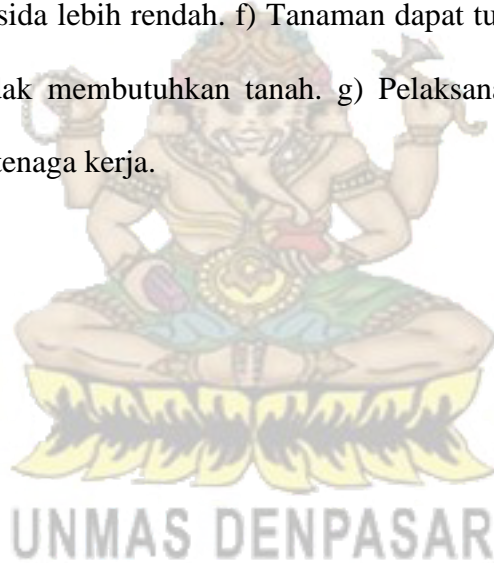 sida lebih rendah. f) Tanaman dapat tu
ak membutuhkan tanah. g) Pelaksana
tenaga kerja.
UNMAS DENPASAR